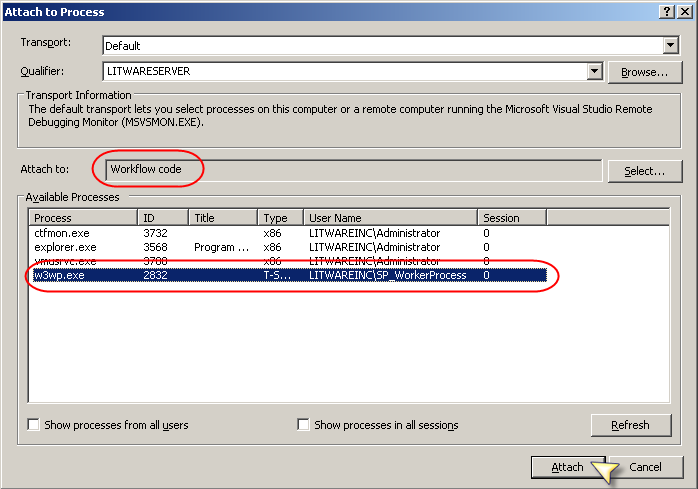 Attach to Process
Transport: Default
Qualifier: LITWARESERVER Browse...
Transport Information
The default transport lets you select processes on this computer or a remote computer running the Microsoft Visual Studio Remote
Debugging Monitor (MSVSMON.EXE).
Attach to: Workflow code Select...
Available Processes
Process ID Title Type User Name Session
ctfmon.exe 3732 x86 LITWAREINC\Administrator 0
explorer.exe 3568 Program ... x86 LITWAREINC\Administrator 0
vmusrvc.exe 3788 x86 LITWAREINC\Administrator 0
w3wp.exe 2832 T-S... LITWAREINC\SP_WorkerProcess 0
Show processes from all users Show processes in all sessions Refresh
Attach Cancel